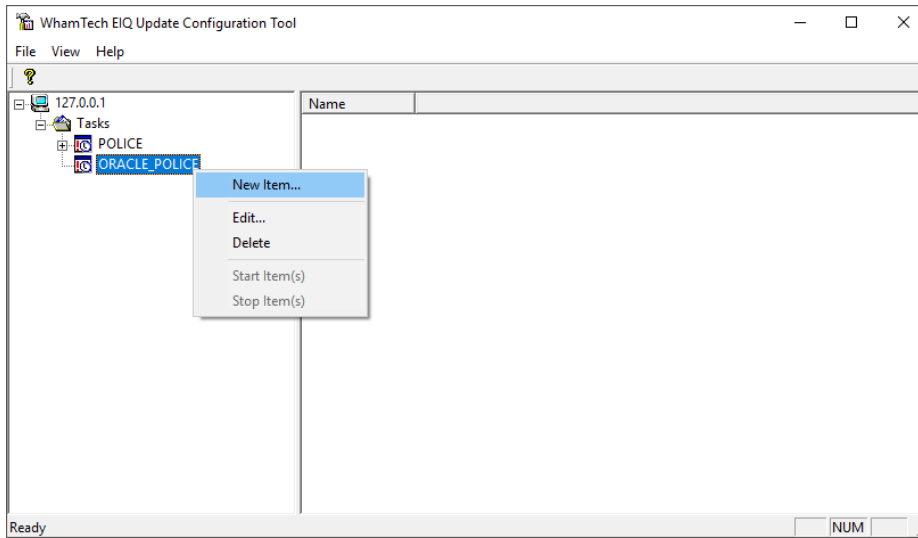 WhamTech EIQ Update Configuration Tool
File View Help
127.0.0.1
Name
Tasks
POLICE
ORACLE_POLICE
New Item...
Edit...
Delete
Start Item(s)
Stop Item(s)
Ready
NUM